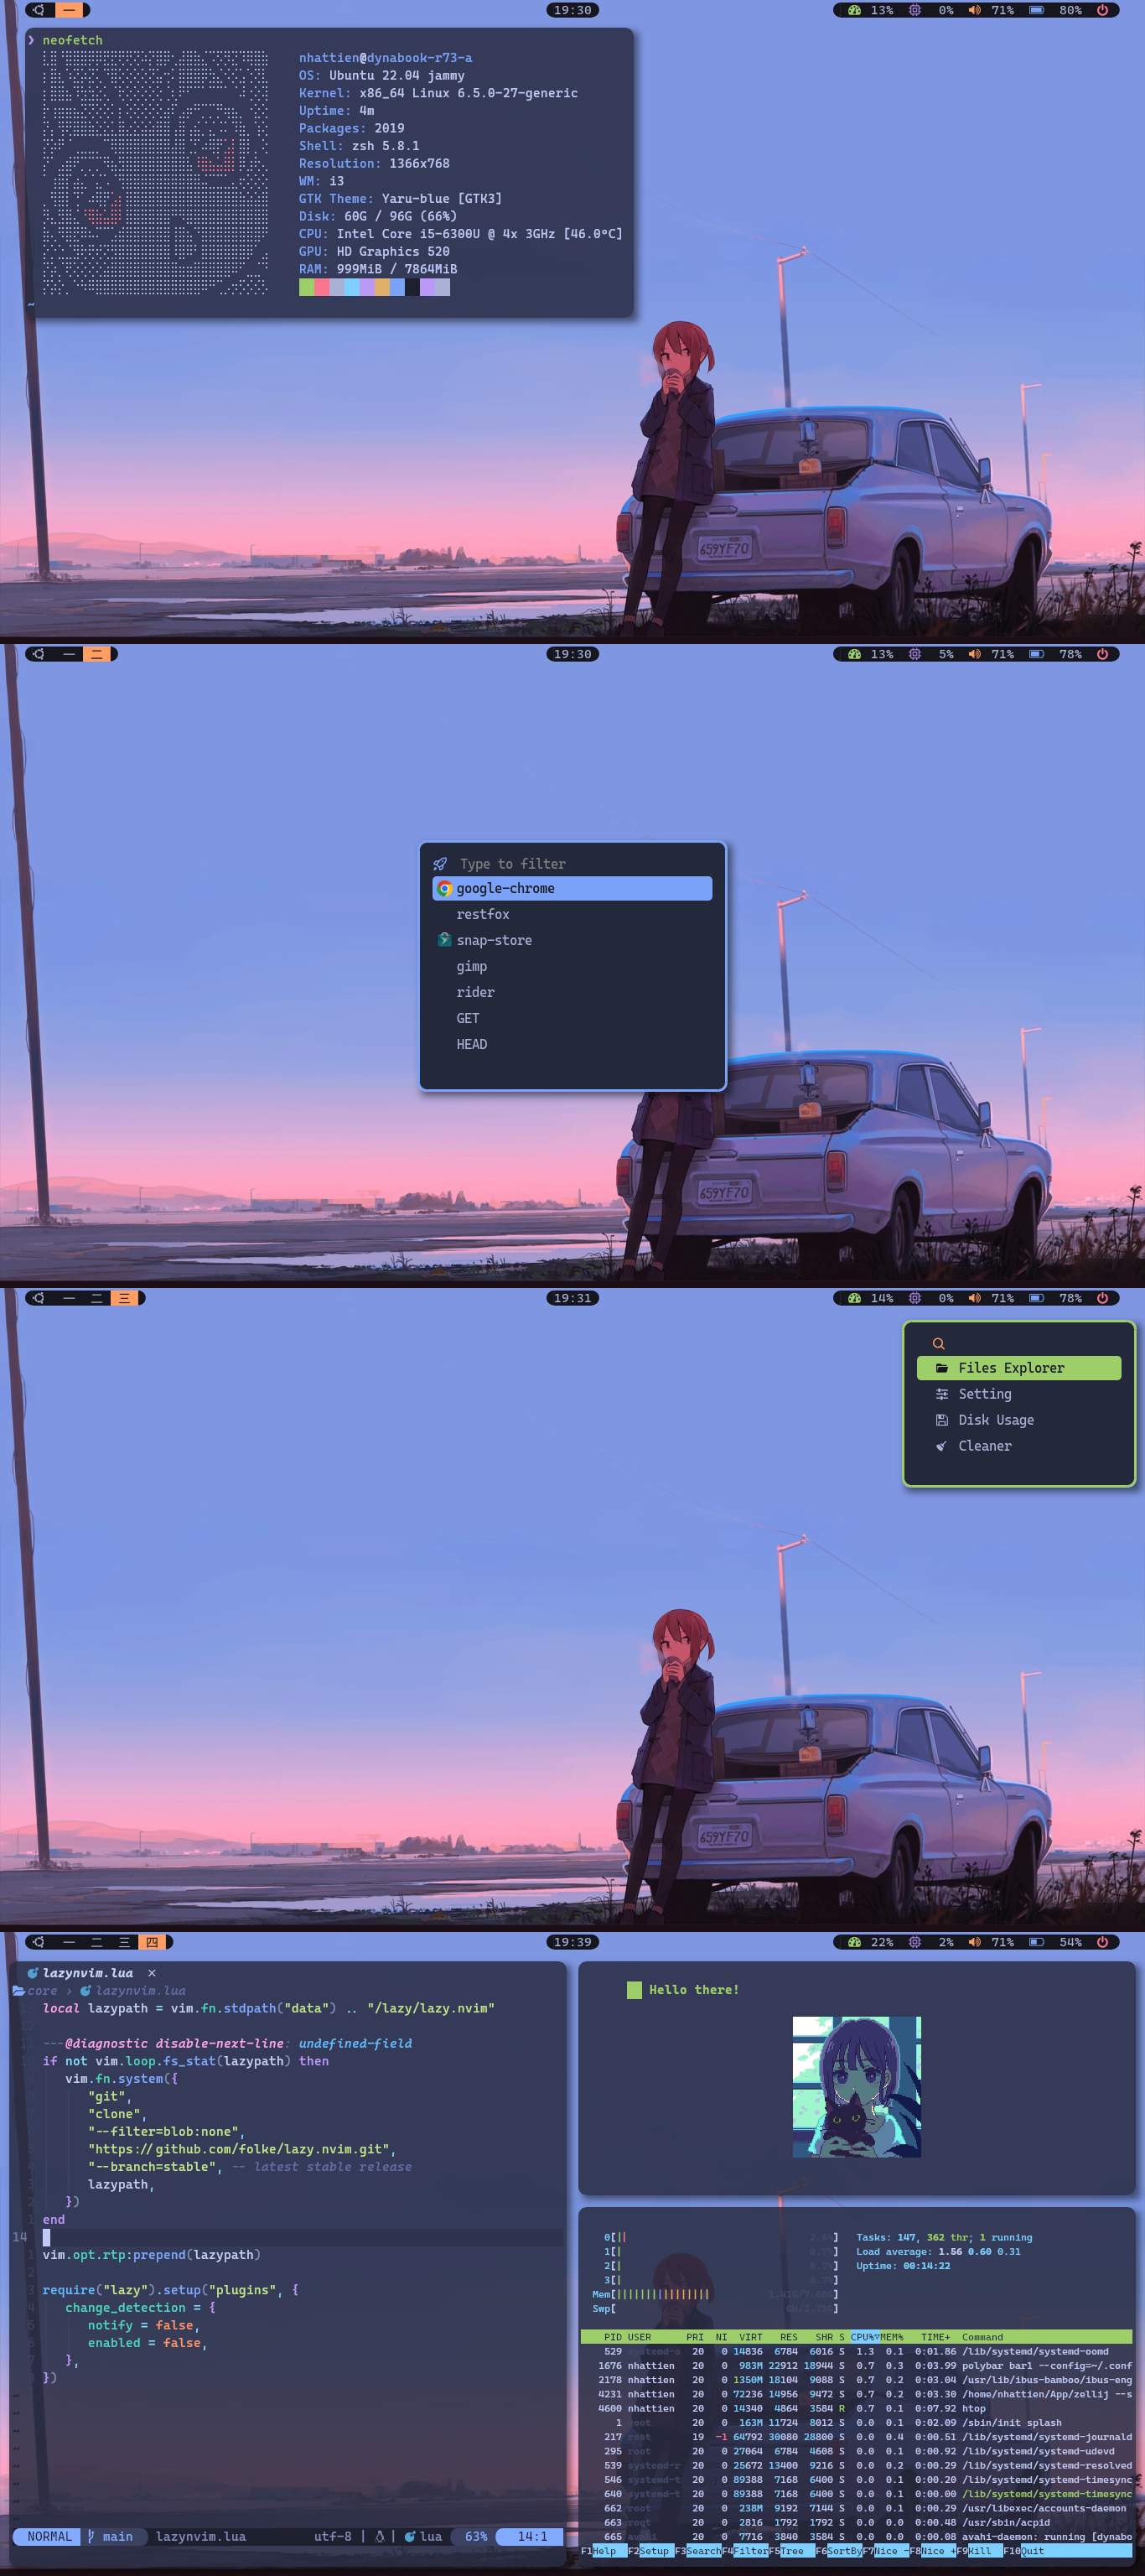 一
19:30
13% 0% 71% 80%
❯ neofetch
nhattien@dynabook-r73-a
OS: Ubuntu 22.04 jammy
Kernel: x86_64 Linux 6.5.0-27-generic
Uptime: 4m
Packages: 2019
Shell: zsh 5.8.1
Resolution: 1366x768
WM: i3
GTK Theme: Yaru-blue [GTK3]
Disk: 60G / 96G (66%)
CPU: Intel Core i5-6300U @ 4x 3GHz [46.0°C]
GPU: HD Graphics 520
RAM: 999MiB / 7864MiB
~
659YF70
一 二
19:30
13% 5% 71% 78%
Type to filter
google-chrome
restfox
snap-store
gimp
rider
GET
HEAD
659YF70
一 二 三
19:31
14% 0% 71% 78%
Files Explorer
Setting
Disk Usage
Cleaner
659YF70
一 二 三 四
19:39
22% 2% 71% 54%
lazynvim.lua ×
core › lazynvim.lua
local lazypath = vim.fn.stdpath("data") .. "/lazy/lazy.nvim"
---@diagnostic disable-next-line: undefined-field
if not vim.loop.fs_stat(lazypath) then
vim.fn.system({
"git",
"clone",
"--filter=blob:none",
"https://github.com/folke/lazy.nvim.git",
"--branch=stable", -- latest stable release
lazypath,
})
end
14
vim.opt.rtp:prepend(lazypath)
require("lazy").setup("plugins", {
change_detection = {
notify = false,
enabled = false,
},
})
NORMAL main lazynvim.lua utf-8 | | lua 63% 14:1
Hello there!
0[|| ]
1[| ]
2[| ]
3[| ]
Mem[||||||||||||||||| ]
Swp[ ]
Tasks: 147, 362 thr; 1 running
Load average: 1.56 0.60 0.31
Uptime: 00:14:22
PID USER PRI NI VIRT RES SHR S CPU%▽MEM% TIME+ Command
529 20 0 14836 6784 6016 S 1.3 0.1 0:01.86 /lib/systemd/systemd-oomd
1676 nhattien 20 0 983M 22912 18944 S 0.7 0.3 0:03.99 polybar bar1 --config=~/.conf
2178 nhattien 20 0 1350M 18104 9088 S 0.7 0.2 0:03.04 /usr/lib/ibus-bamboo/ibus-eng
4231 nhattien 20 0 72236 14956 9472 S 0.7 0.2 0:03.30 /home/nhattien/App/zellij --s
4600 nhattien 20 0 14340 4864 3584 R 0.7 0.1 0:07.92 htop
1 root 20 0 163M 11724 8012 S 0.0 0.1 0:02.09 /sbin/init splash
217 root 19 -1 64792 30080 28800 S 0.0 0.4 0:00.51 /lib/systemd/systemd-journald
295 root 20 0 27064 6784 4608 S 0.0 0.1 0:00.92 /lib/systemd/systemd-udevd
539 systemd-r 20 0 25672 13400 9216 S 0.0 0.2 0:00.29 /lib/systemd/systemd-resolved
546 systemd-t 20 0 89388 7168 6400 S 0.0 0.1 0:00.20 /lib/systemd/systemd-timesync
640 systemd-t 20 0 89388 7168 6400 S 0.0 0.1 0:00.00 /lib/systemd/systemd-timesync
662 root 20 0 238M 9192 7144 S 0.0 0.1 0:00.29 /usr/libexec/accounts-daemon
663 root 20 0 2816 1792 1792 S 0.0 0.0 0:00.48 /usr/sbin/acpid
665 avahi 20 0 7716 3840 3584 S 0.0 0.0 0:00.08 avahi-daemon: running [dynabo
F1Help F2Setup F3SearchF4FilterF5Tree F6SortByF7Nice -F8Nice +F9Kill F10Quit